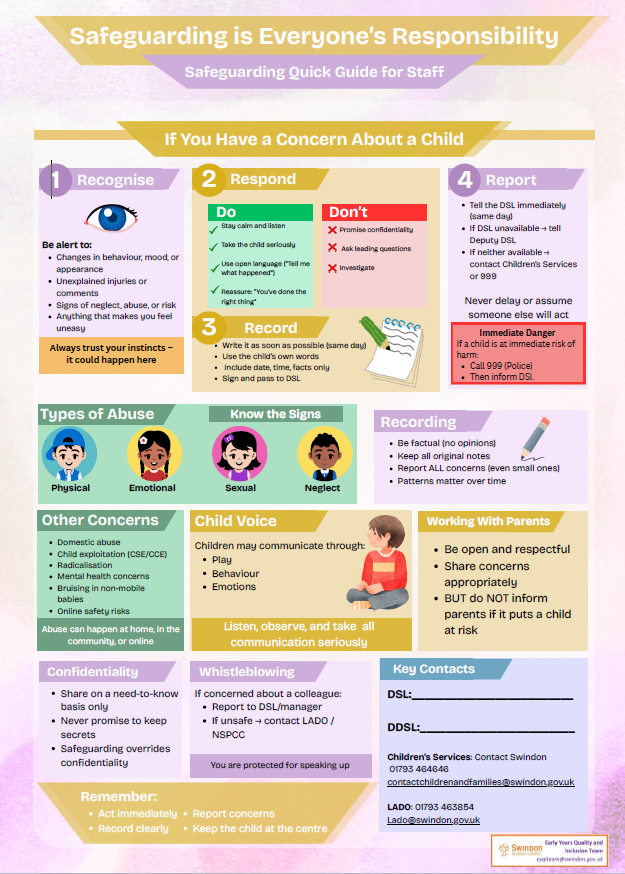 Safeguarding is Everyone's Responsibility
Safeguarding Quick Guide for Staff
If You Have a Concern About a Child
1 Recognise
Be alert to:
• Changes in behaviour, mood, or
appearance
• Unexplained injuries or
comments
• Signs of neglect, abuse, or risk
• Anything that makes you feel
uneasy
Always trust your instincts –
it could happen here
2 Respond
Do
Stay calm and listen
Take the child seriously
Use open language ("Tell me
what happened")
Reassure: "You've done the
right thing"
Don't
Promise confidentiality
Ask leading questions
Investigate
3 Record
• Write it as soon as possible (same day)
• Use the child's own words
• Include date, time, facts only
• Sign and pass to DSL
4 Report
• Tell the DSL immediately
(same day)
• If DSL unavailable → tell
Deputy DSL
• If neither available →
contact Children's Services
or 999
Never delay or assume
someone else will act
Immediate Danger
If a child is at immediate risk of
harm:
• Call 999 (Police)
• Then inform DSL.
Types of Abuse
Know the Signs
Physical
Emotional
Sexual
Neglect
Recording
• Be factual (no opinions)
• Keep all original notes
• Report ALL concerns (even small ones)
• Patterns matter over time
Other Concerns
• Domestic abuse
• Child exploitation (CSE/CCE)
• Radicalisation
• Mental health concerns
• Bruising in non-mobile
babies
• Online safety risks
Abuse can happen at home, in the
community, or online
Child Voice
Children may communicate through:
• Play
• Behaviour
• Emotions
Listen, observe, and take all
communication seriously
Working With Parents
• Be open and respectful
• Share concerns
appropriately
• BUT do NOT inform
parents if it puts a child
at risk
Confidentiality
• Share on a need-to-know
basis only
• Never promise to keep
secrets
• Safeguarding overrides
confidentiality
Whistleblowing
If concerned about a colleague:
• Report to DSL/manager
• If unsafe → contact LADO /
NSPCC
You are protected for speaking up
Key Contacts
DSL:____________________
DDSL:___________________
Children's Services: Contact Swindon
01793 464646
contactchildrenandfamilies@swindon.gov.uk
LADO: 01793 463854
Lado@swindon.gov.uk
Remember:
• Act immediately • Report concerns
• Record clearly • Keep the child at the centre
Swindon
Early Years Quality and
Inclusion Team
eyqiteam@swindon.gov.uk